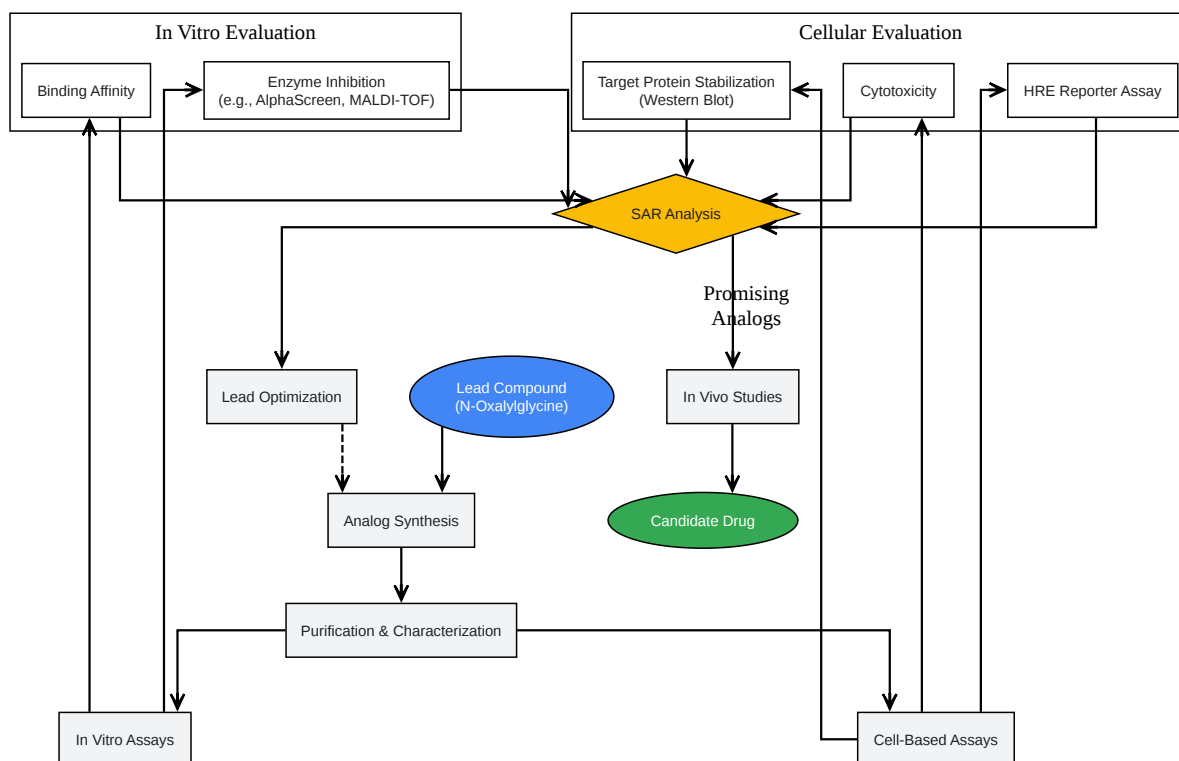 In Vitro Evaluation
Cellular Evaluation
Binding Affinity
Enzyme Inhibition
(e.g., AlphaScreen, MALDI-TOF)
Target Protein Stabilization
(Western Blot)
Cytotoxicity
HRE Reporter Assay
SAR Analysis
Promising
Analogs
Lead Optimization
Lead Compound
(N-Oxalylglycine)
In Vivo Studies
Analog Synthesis
Candidate Drug
Purification & Characterization
In Vitro Assays
Cell-Based Assays